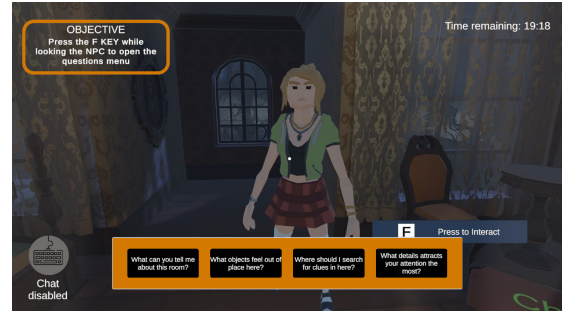 OBJECTIVE
Press the F KEY while
looking the NPC to open the
questions menu
Time remaining: 19:18
F
Press to Interact
What can you tell me
about this room?
What objects feel out of
place here?
Where should I search
for clues in here?
What details attracts
your attention the
most?
Chat
disabled